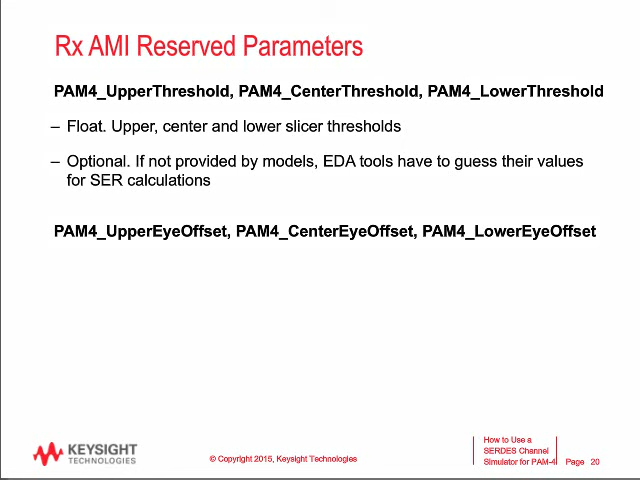 Rx AMI Reserved Parameters
PAM4_UpperThreshold, PAM4_CenterThreshold, PAM4_LowerThreshold
– Float. Upper, center and lower slicer thresholds
– Optional. If not provided by models, EDA tools have to guess their values
for SER calculations
PAM4_UpperEyeOffset, PAM4_CenterEyeOffset, PAM4_LowerEyeOffset
KEYSIGHT
TECHNOLOGIES
© Copyright 2015, Keysight Technologies
How to Use a
SERDES Channel
Simulator for PAM-4 Page 20